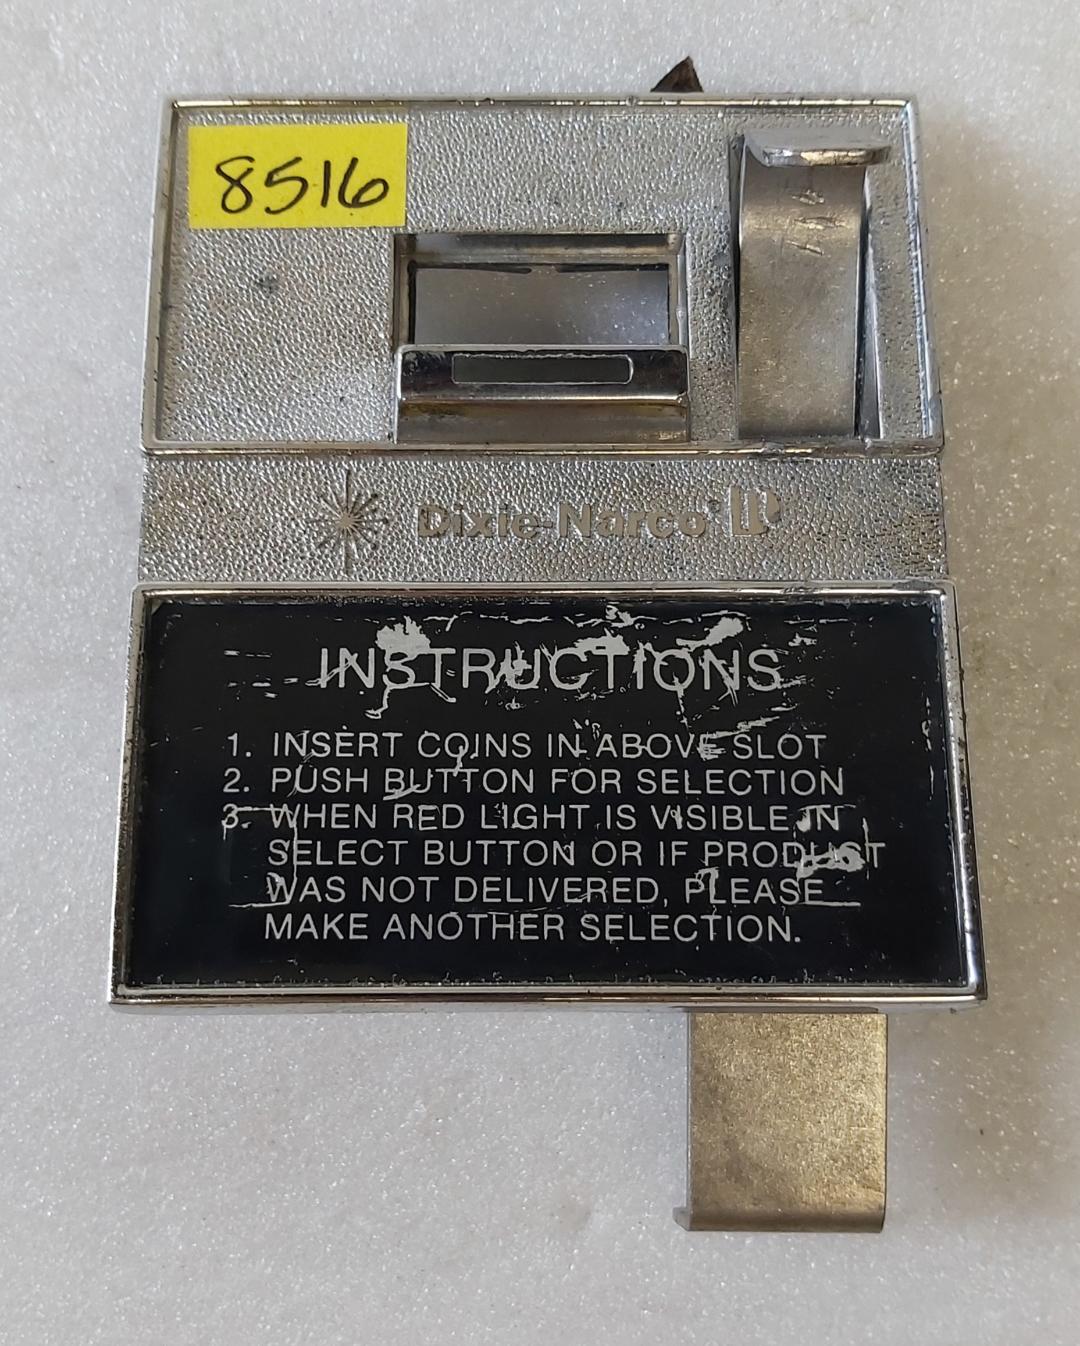 8516
Dixie-Narco
INSTRUCTIONS
1. INSERT COINS IN ABOVE SLOT
2. PUSH BUTTON FOR SELECTION
3. WHEN RED LIGHT IS VISIBLE IN
SELECT BUTTON OR IF PRODUCT
WAS NOT DELIVERED, PLEASE
MAKE ANOTHER SELECTION.